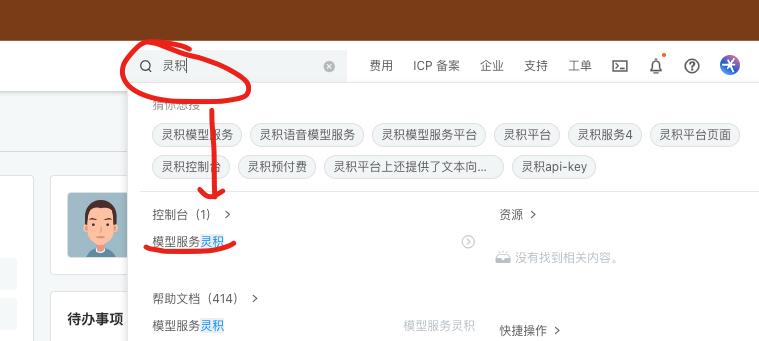 灵积 费用 ICP 备案 企业 支持 工单
猜你想搜
灵积模型服务 灵积语音模型服务 灵积模型服务平台 灵积平台 灵积服务4 灵积平台页面
灵积控制台 灵积预付费 灵积平台上还提供了文本向... 灵积api-key
控制台（1） 资源
模型服务灵积
没有找到相关内容。
帮助文档（414）
模型服务灵积 模型服务灵积
待办事项
快捷操作